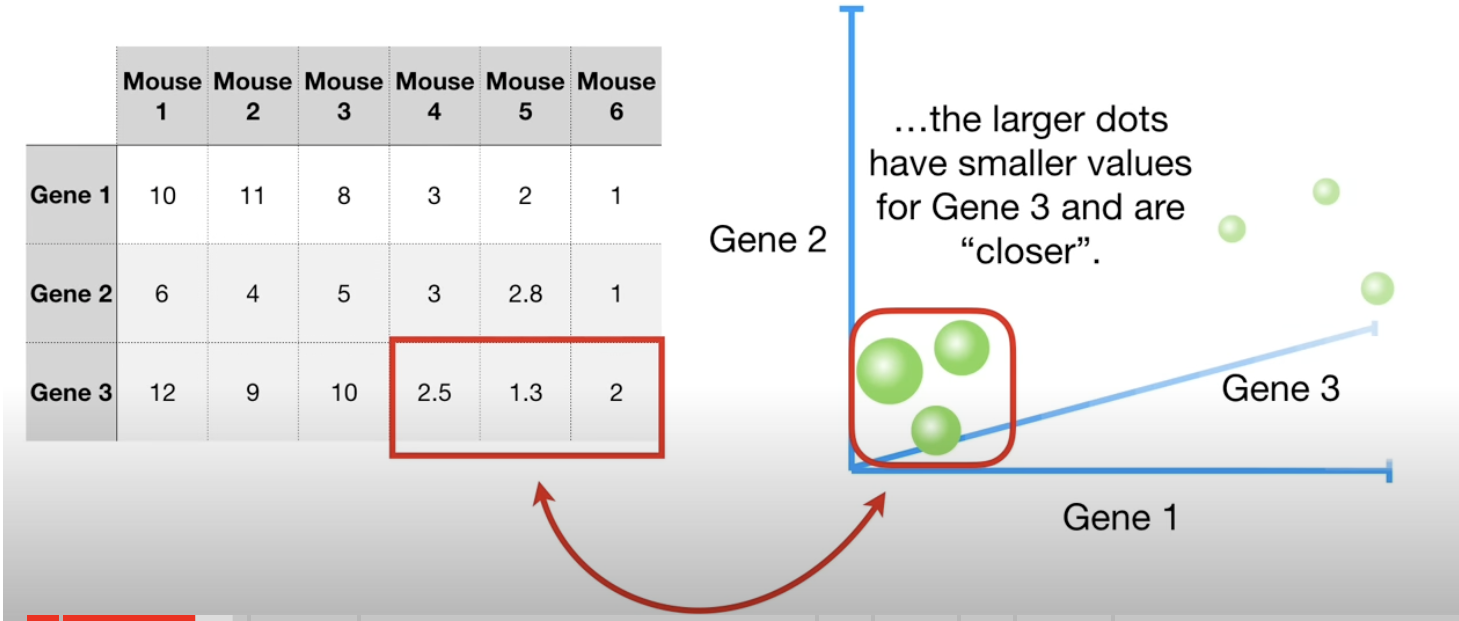 Mouse 1 Mouse 2 Mouse 3 Mouse 4 Mouse 5 Mouse 6
Gene 1 10 11 8 3 2 1
Gene 2 6 4 5 3 2.8 1
Gene 3 12 9 10 2.5 1.3 2
…the larger dots
have smaller values
for Gene 3 and are
“closer”.
Gene 2
Gene 3
Gene 1